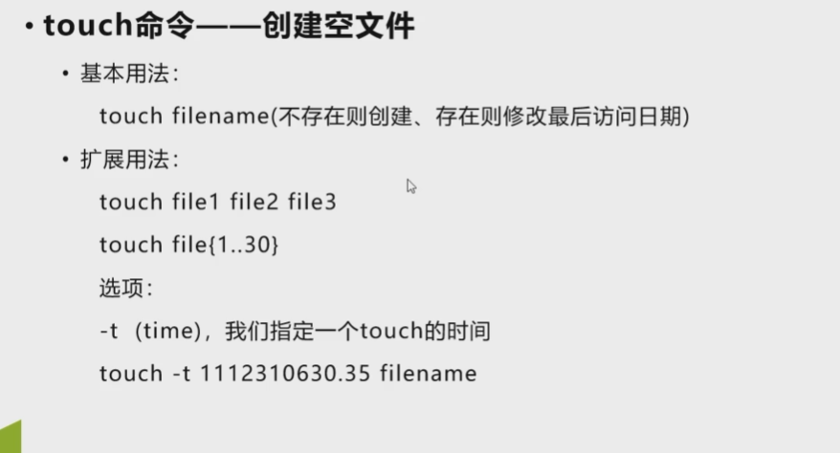 • touch命令——创建空文件
• 基本用法：
touch filename(不存在则创建、存在则修改最后访问日期)
• 扩展用法：
touch file1 file2 file3
touch file{1..30}
选项：
-t (time)，我们指定一个touch的时间
touch -t 1112310630.35 filename